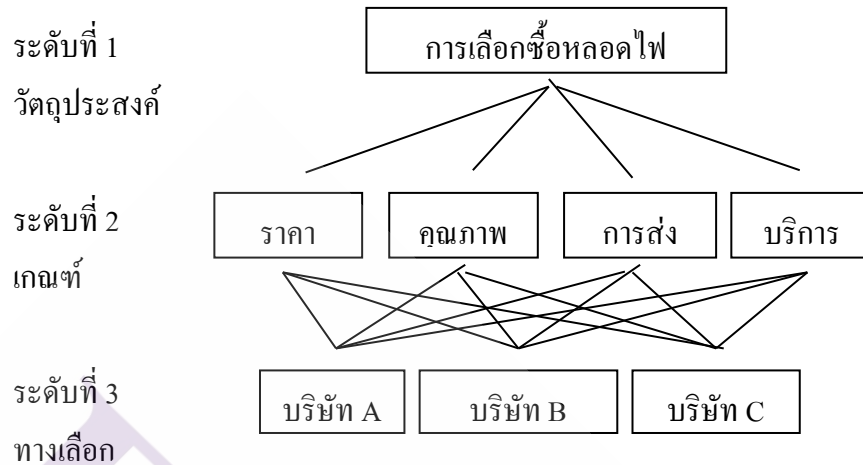 ระดับที่ 1
การเลือกซื้อหลอดไฟ
วัตถุประสงค์
ระดับที่ 2
ราคา
คุณภาพ
การส่ง
บริการ
เกณฑ์
ระดับที่ 3
บริษัท A
บริษัท B
บริษัท C
ทางเลือก